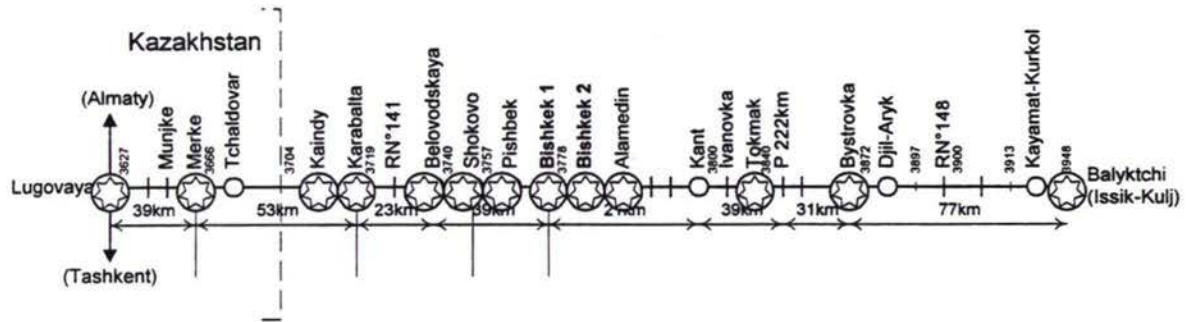 Kazakhstan
(Almaty)
Lugovaya
(Tashkent)
3627
Munjke
Merke
3666
Tchaldovar
3704
Kaindy
Karabalta
3719
RN°141
Belovodskaya
3740
Shokovo
3757
Pishbek
Bishkek 1
3778
Bishkek 2
Alamedin
Kant
3800
Ivanovka
Tokmak
3840
P 222km
Bystrovka
3872
Djil-Aryk
3897
RN°148
3900
3913
Kayamat-Kurkol
3948
Balyktchi
(Issik-Kulj)
39km
53km
23km
39km
21km
39km
31km
77km